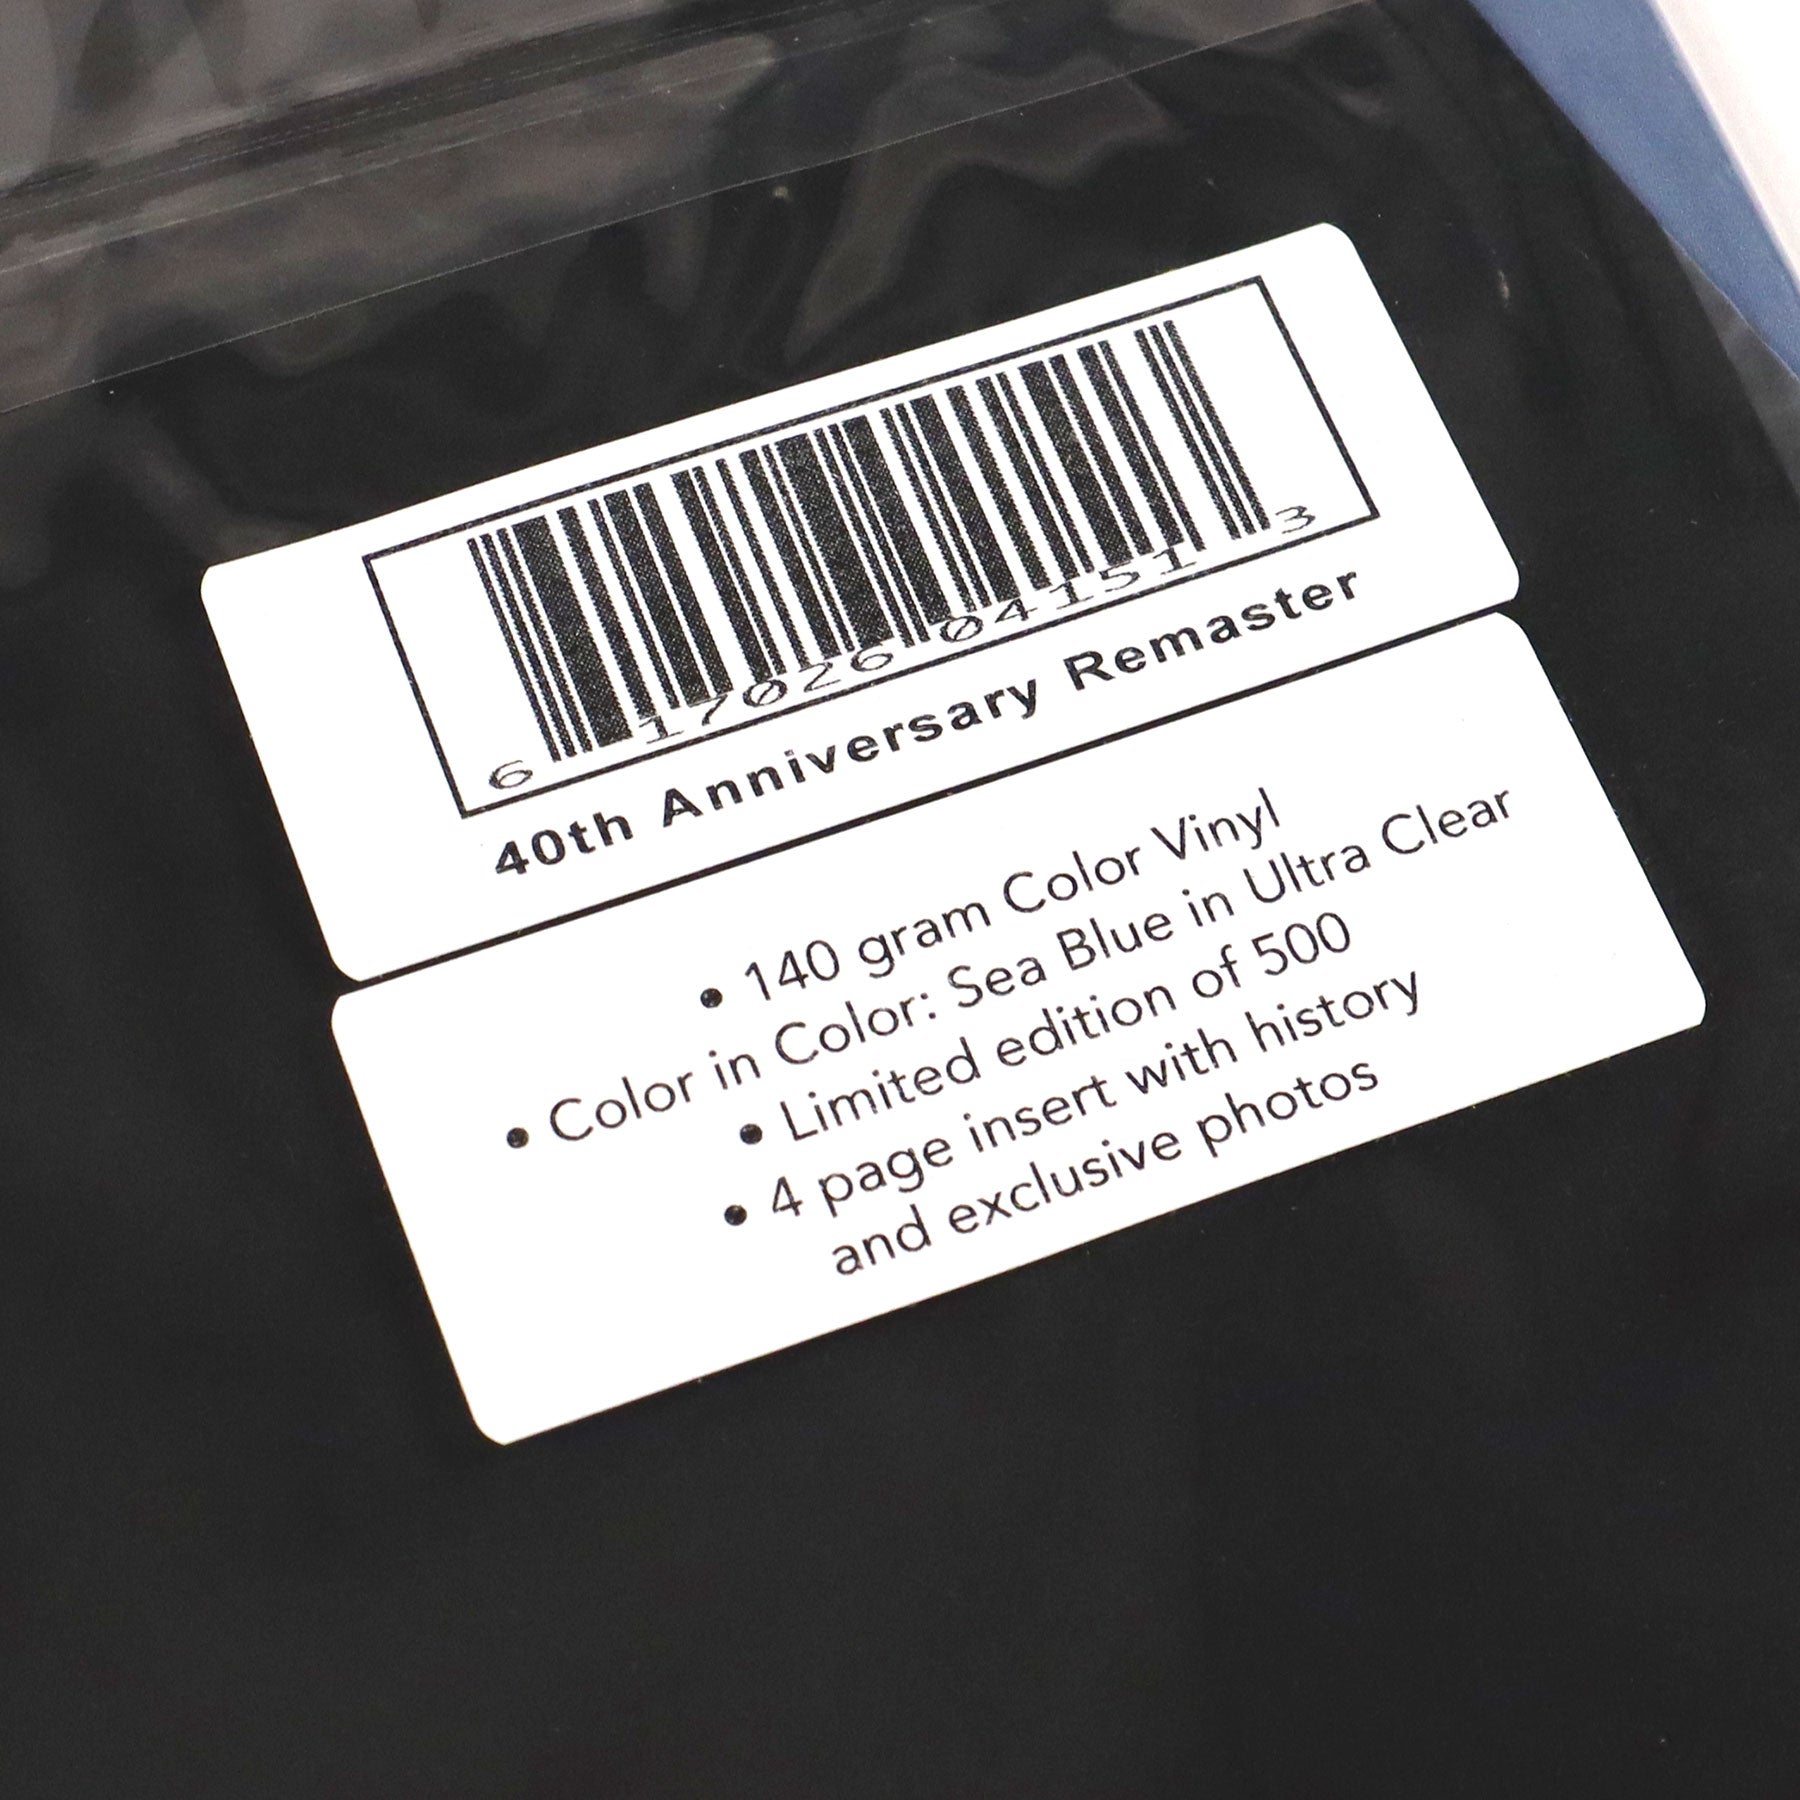 6 17026 04151 3
40th Anniversary Remaster
• 140 gram Color Vinyl
• Color in Color: Sea Blue in Ultra Clear
• Limited edition of 500
• 4 page insert with history
and exclusive photos